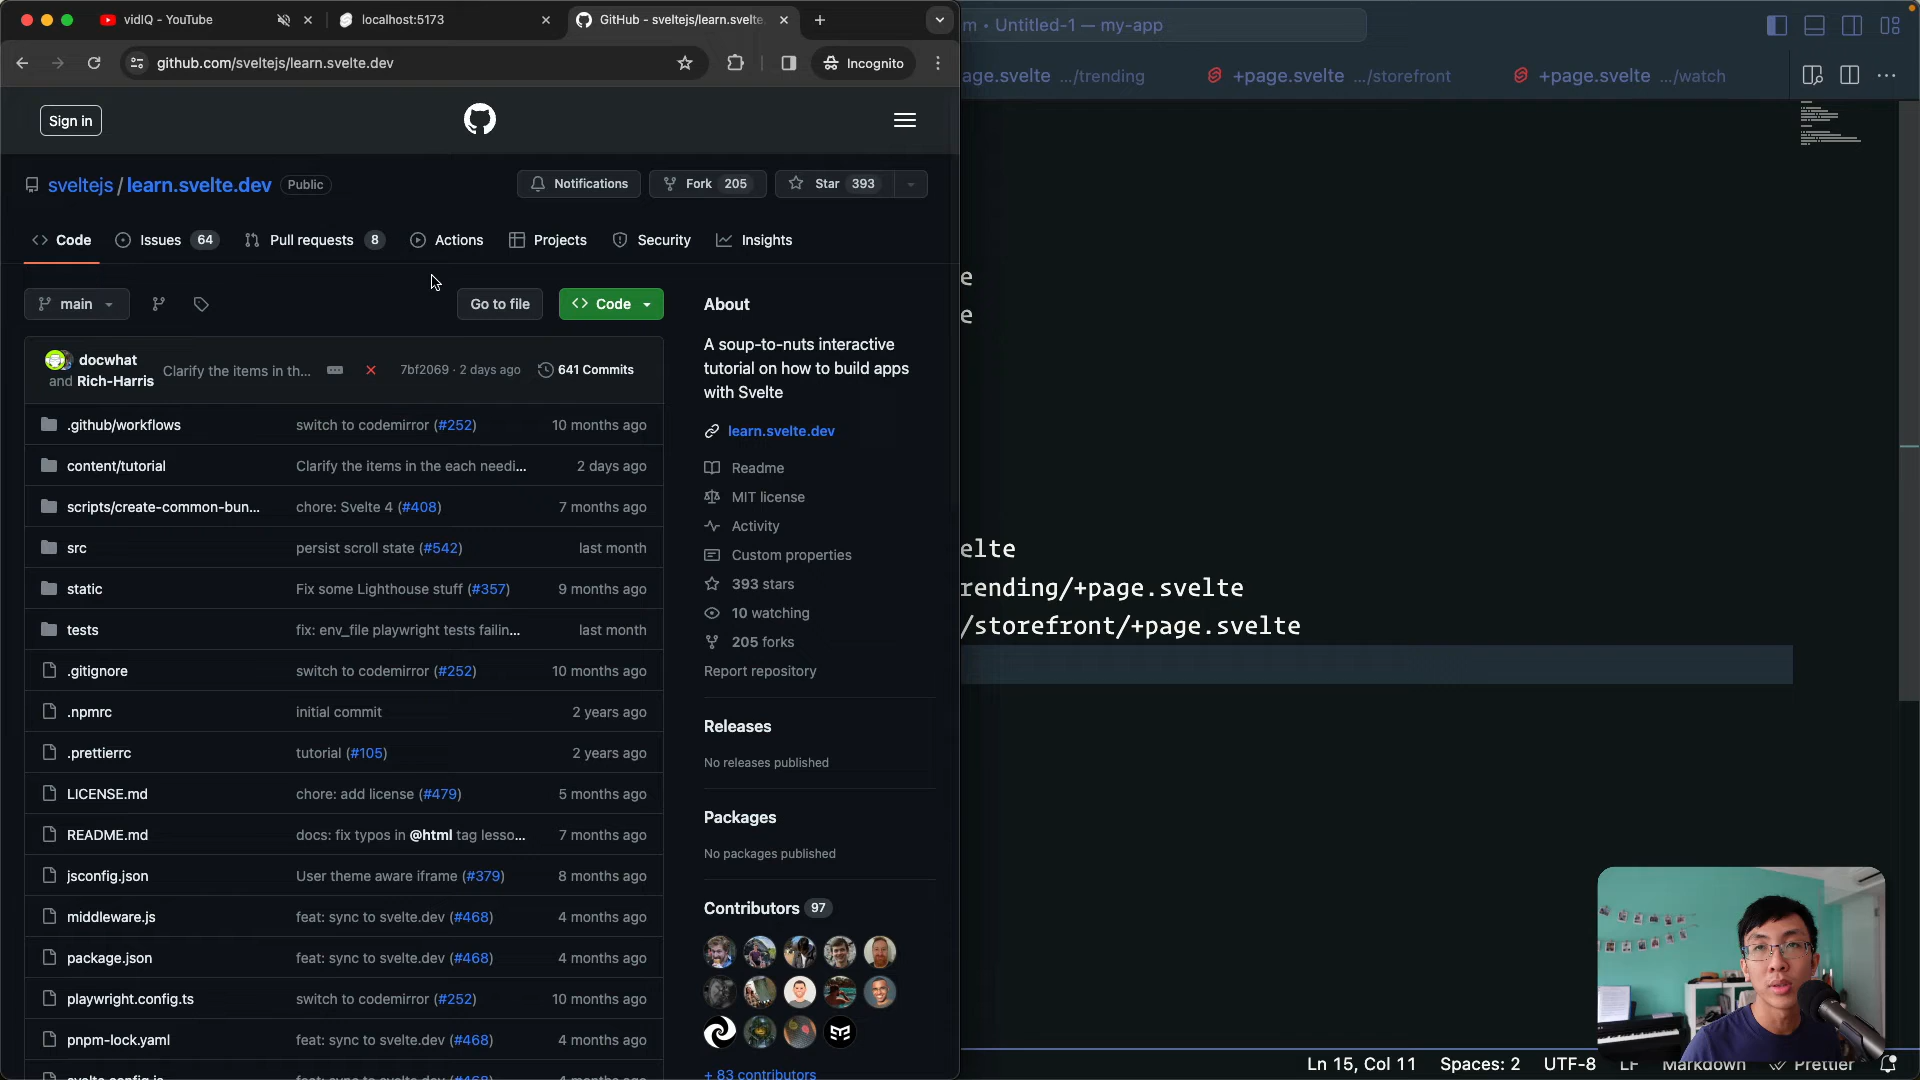 vidIQ - YouTube
localhost:5173
GitHub - sveltejs/learn.svelte.
github.com/sveltejs/learn.svelte.dev
Incognito
Sign in
sveltejs / learn.svelte.dev Public
Notifications
Fork 205
Star 393
Code
Issues 64
Pull requests 8
Actions
Projects
Security
Insights
main
Go to file
Code
docwhat
and Rich-Harris
Clarify the items in th...
7bf2069 · 2 days ago
641 Commits
.github/workflows switch to codemirror (#252) 10 months ago
content/tutorial Clarify the items in the each needi... 2 days ago
scripts/create-common-bun... chore: Svelte 4 (#408) 7 months ago
src persist scroll state (#542) last month
static Fix some Lighthouse stuff (#357) 9 months ago
tests fix: env_file playwright tests failin... last month
.gitignore switch to codemirror (#252) 10 months ago
.npmrc initial commit 2 years ago
.prettierrc tutorial (#105) 2 years ago
LICENSE.md chore: add license (#479) 5 months ago
README.md docs: fix typos in @html tag lesso... 7 months ago
jsconfig.json User theme aware iframe (#379) 8 months ago
middleware.js feat: sync to svelte.dev (#468) 4 months ago
package.json feat: sync to svelte.dev (#468) 4 months ago
playwright.config.ts switch to codemirror (#252) 10 months ago
pnpm-lock.yaml feat: sync to svelte.dev (#468) 4 months ago
About
A soup-to-nuts interactive
tutorial on how to build apps
with Svelte
learn.svelte.dev
Readme
MIT license
Activity
Custom properties
393 stars
10 watching
205 forks
Report repository
Releases
No releases published
Packages
No packages published
Contributors 97
+ 83 contributors
m • Untitled-1 — my-app
age.svelte .../trending
+page.svelte .../storefront
+page.svelte .../watch
e
e
elte
rending/+page.svelte
/storefront/+page.svelte
Ln 15, Col 11
Spaces: 2
UTF-8
LF
Markdown
Prettier